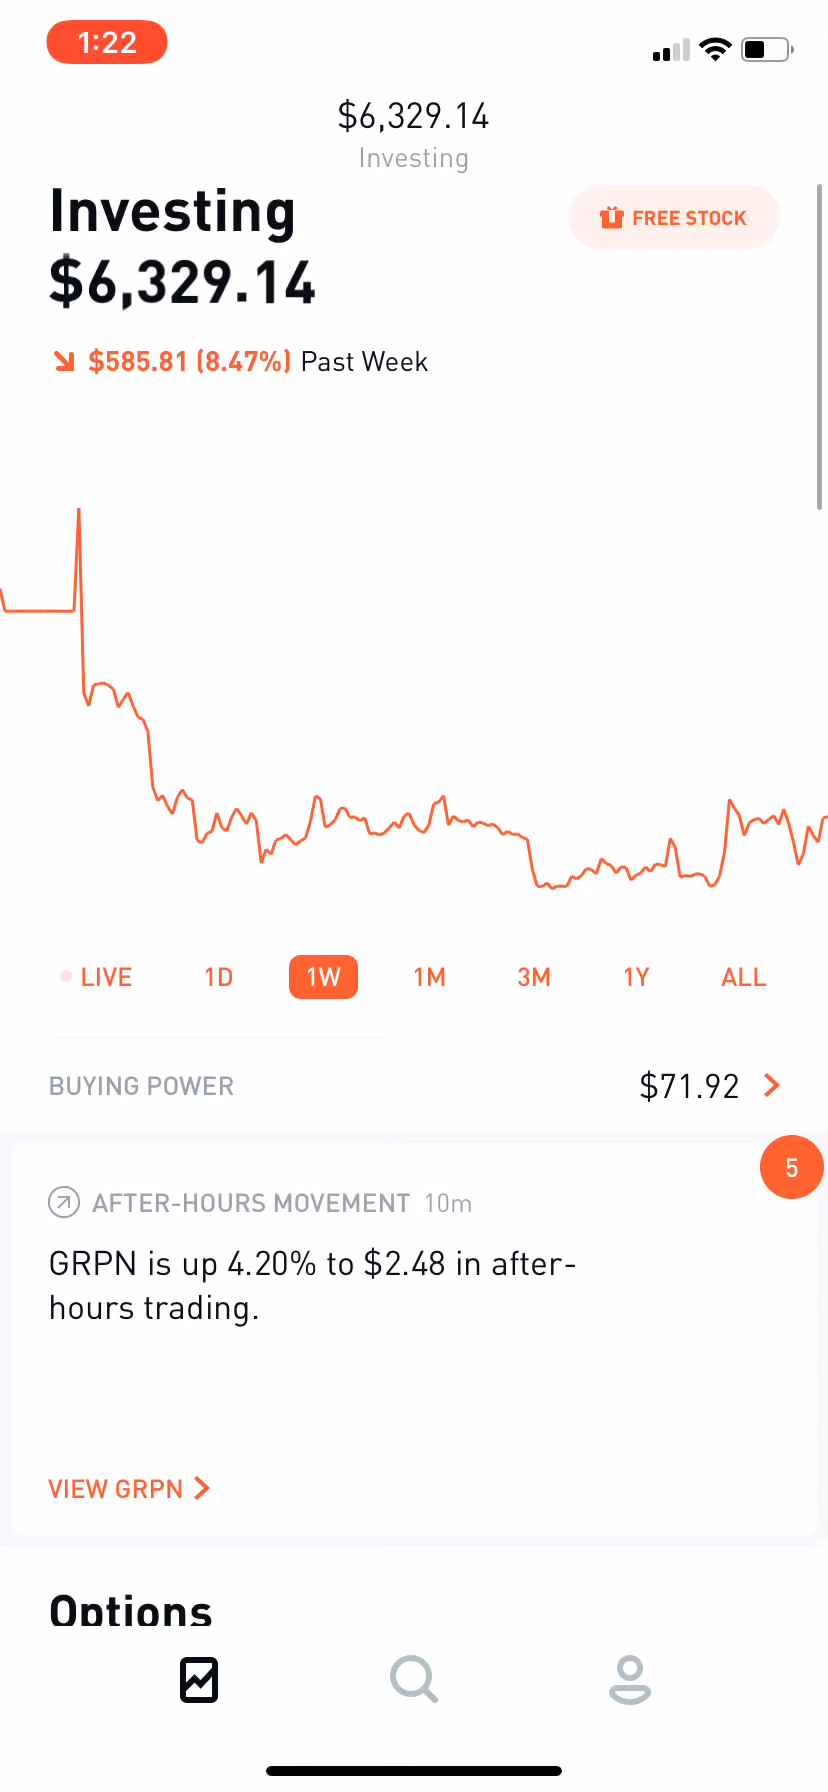 1:22
$6,329.14
Investing
Investing
FREE STOCK
$6,329.14
$585.81 (8.47%) Past Week
LIVE 1D 1W 1M 3M 1Y ALL
BUYING POWER $71.92
5
AFTER-HOURS MOVEMENT 10m
GRPN is up 4.20% to $2.48 in after-
hours trading.
VIEW GRPN
Options